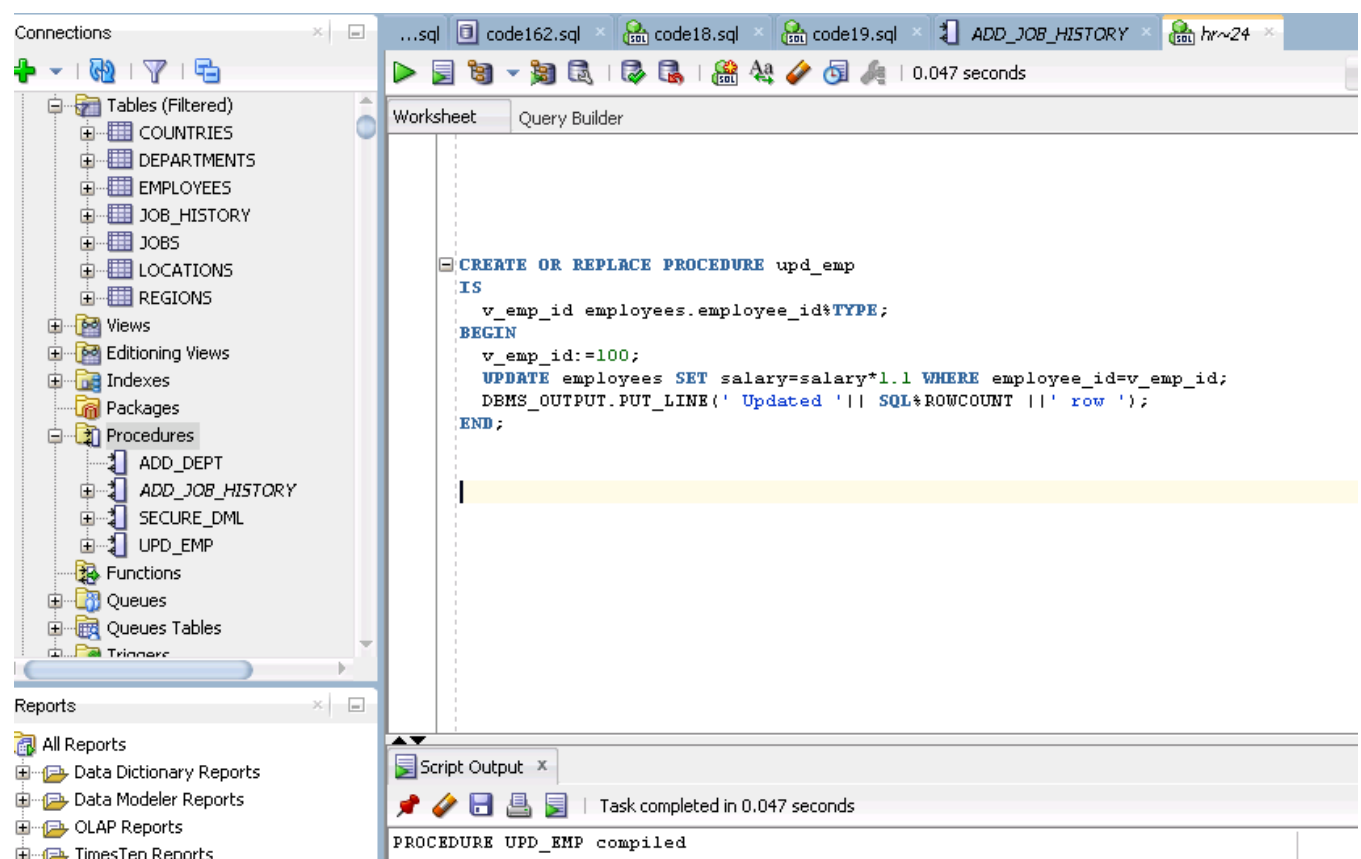 Connections
Tables (Filtered)
COUNTRIES
DEPARTMENTS
EMPLOYEES
JOB_HISTORY
JOBS
LOCATIONS
REGIONS
Views
Editioning Views
Indexes
Packages
Procedures
ADD_DEPT
ADD_JOB_HISTORY
SECURE_DML
UPD_EMP
Functions
Queues
Queues Tables
Triggers
Reports
All Reports
Data Dictionary Reports
Data Modeler Reports
OLAP Reports
TimesTen Reports
...sql code162.sql code18.sql code19.sql ADD_JOB_HISTORY hr~24
0.047 seconds
Worksheet Query Builder
CREATE OR REPLACE PROCEDURE upd_emp
IS
v_emp_id employees.employee_id%TYPE;
BEGIN
v_emp_id:=100;
UPDATE employees SET salary=salary*1.1 WHERE employee_id=v_emp_id;
DBMS_OUTPUT.PUT_LINE(' Updated '|| SQL%ROWCOUNT ||' row ');
END;
Script Output
Task completed in 0.047 seconds
PROCEDURE UPD_EMP compiled